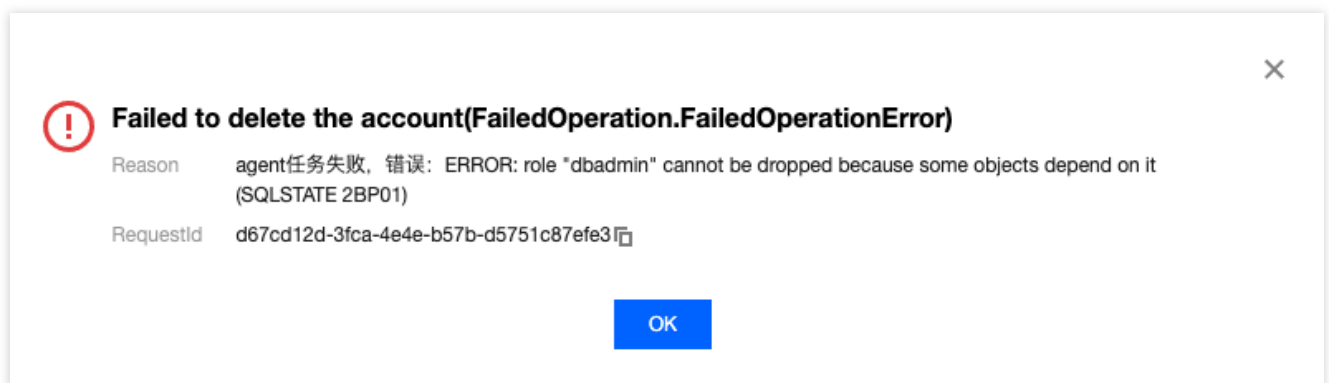 Failed to delete the account(FailedOperation.FailedOperationError)
Reason agent任务失败，错误：ERROR: role "dbadmin" cannot be dropped because some objects depend on it
(SQLSTATE 2BP01)
RequestId d67cd12d-3fca-4e4e-b57b-d5751c87efe3
OK